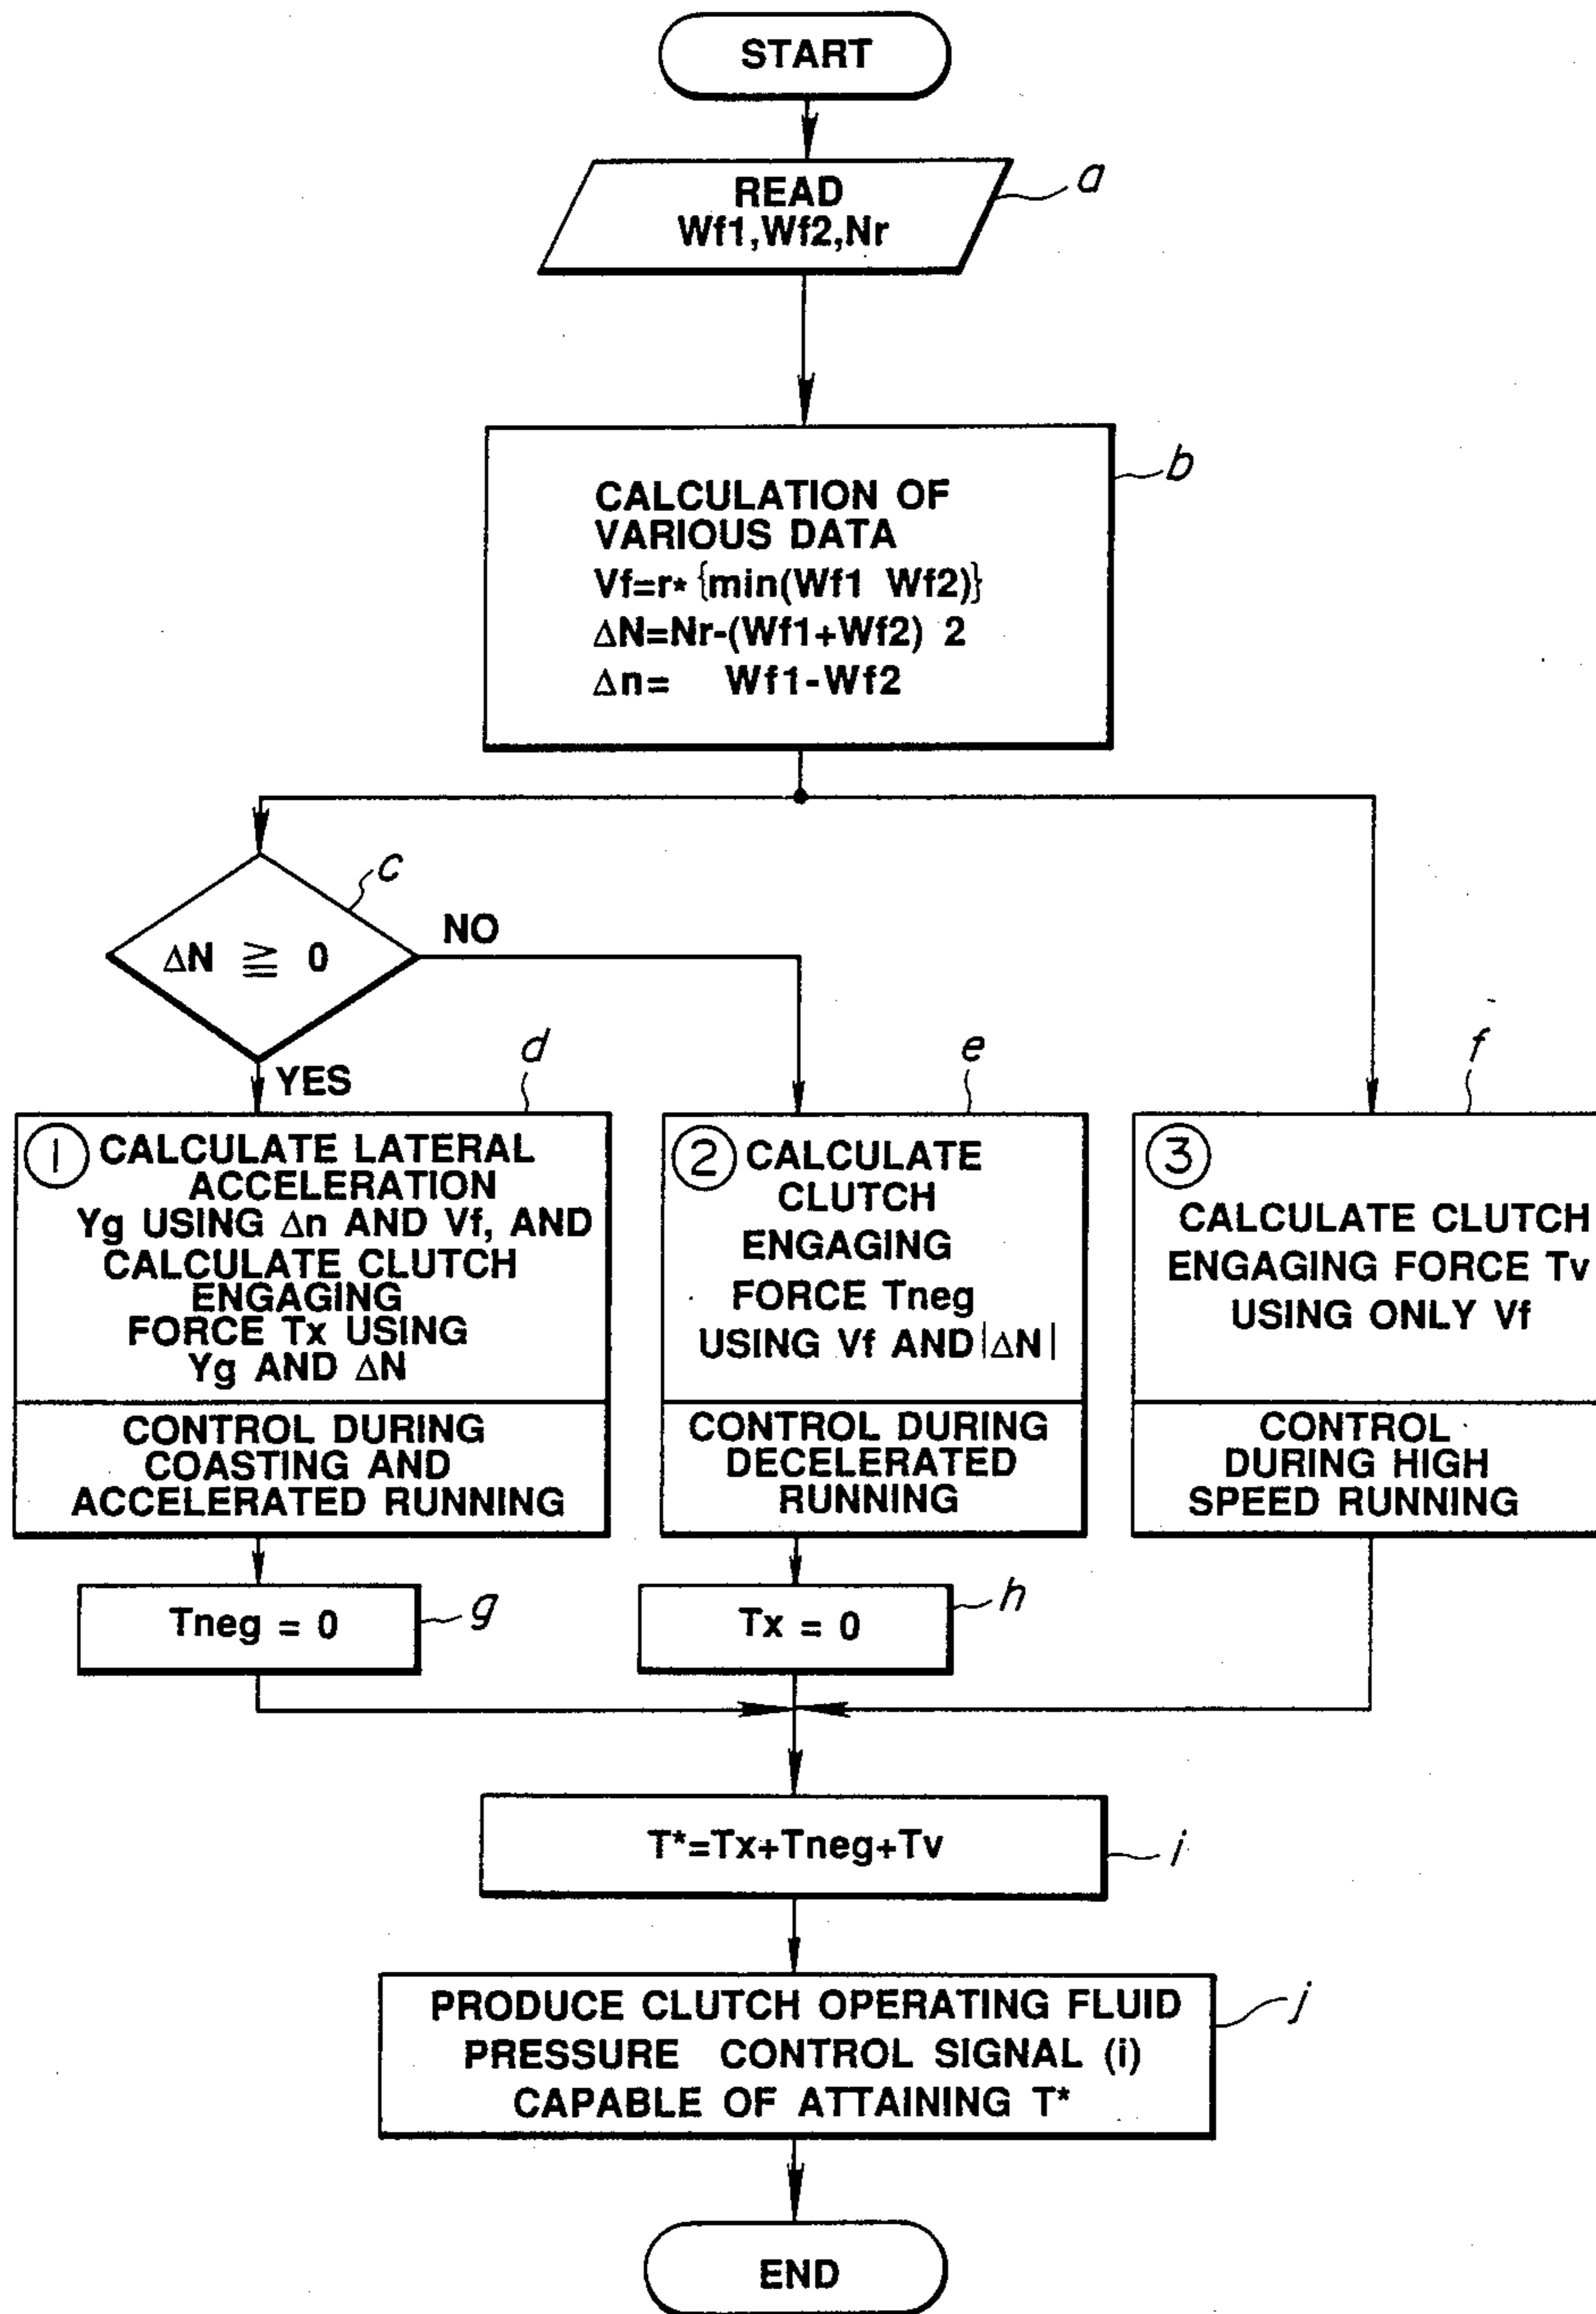 START
READ
Wf1,Wf2,Nr
a
CALCULATION OF
VARIOUS DATA
Vf=r* {min(Wf1 Wf2)}
ΔN=Nr-(Wf1+Wf2) 2
Δn= Wf1-Wf2
b
c
ΔN ≧ 0
NO
YES
d
① CALCULATE LATERAL
ACCELERATION
Yg USING Δn AND Vf, AND
CALCULATE CLUTCH
ENGAGING
FORCE Tx USING
Yg AND ΔN
CONTROL DURING
COASTING AND
ACCELERATED RUNNING
e
② CALCULATE
CLUTCH
ENGAGING
FORCE Tneg
USING Vf AND |ΔN|
CONTROL DURING
DECELERATED
RUNNING
f
③
CALCULATE CLUTCH
ENGAGING FORCE Tv
USING ONLY Vf
CONTROL
DURING HIGH
SPEED RUNNING
Tneg = 0
g
Tx = 0
h
T*=Tx+Tneg+Tv
i
PRODUCE CLUTCH OPERATING FLUID
PRESSURE CONTROL SIGNAL (i)
CAPABLE OF ATTAINING T*
j
END